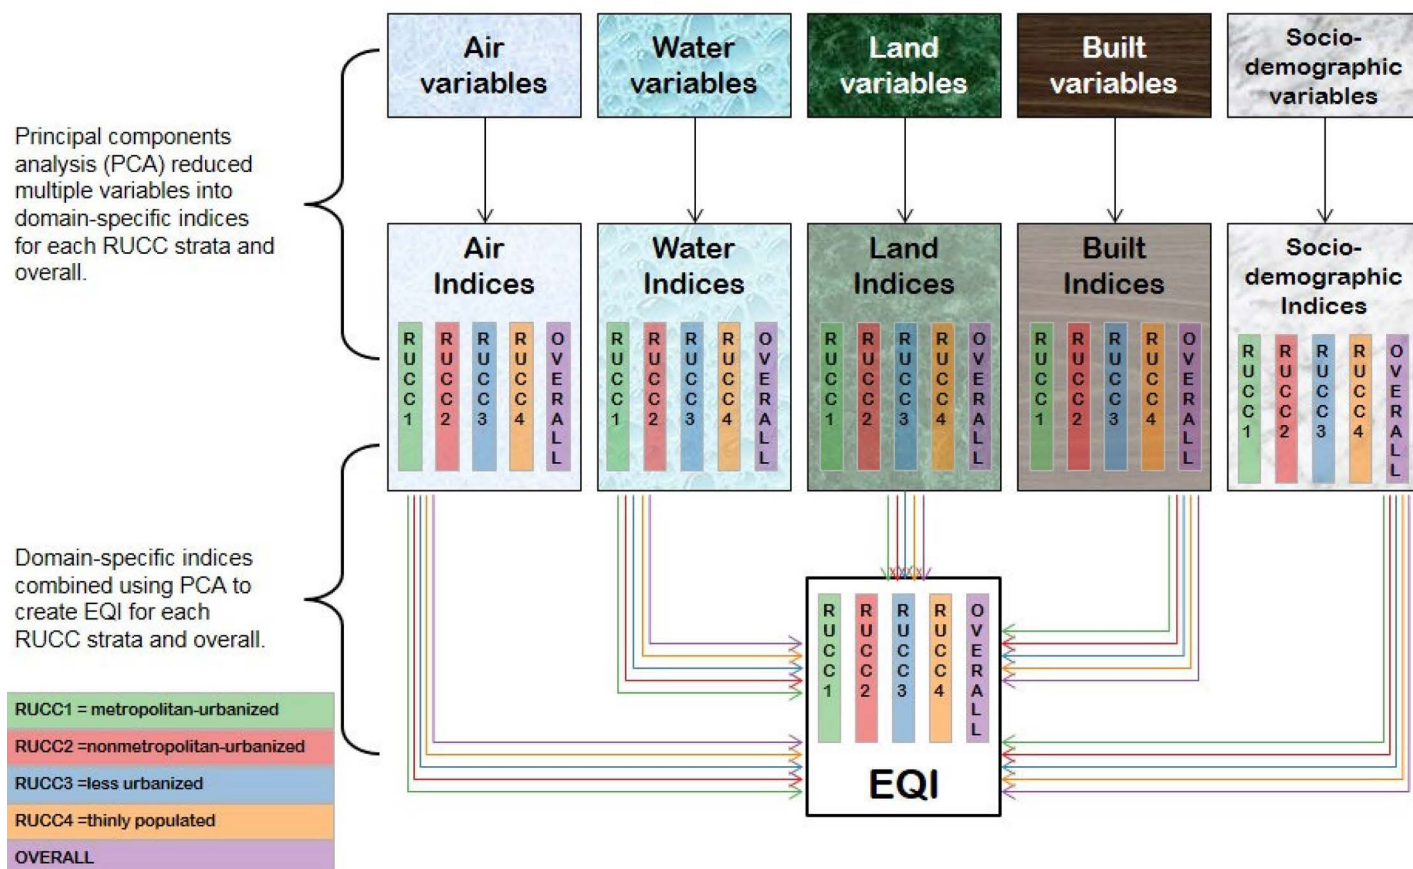 Air
variables
Water
variables
Land
variables
Built
variables
Socio-
demographic
variables
Principal components
analysis (PCA) reduced
multiple variables into
domain-specific indices
for each RUCC strata and
overall.
Air
Indices
RUCC1
RUCC2
RUCC3
RUCC4
OVERALL
Water
Indices
RUCC1
RUCC2
RUCC3
RUCC4
OVERALL
Land
Indices
RUCC1
RUCC2
RUCC3
RUCC4
OVERALL
Built
Indices
RUCC1
RUCC2
RUCC3
RUCC4
OVERALL
Socio-
demographic
Indices
RUCC1
RUCC2
RUCC3
RUCC4
OVERALL
Domain-specific indices
combined using PCA to
create EQI for each
RUCC strata and overall.
RUCC1
RUCC2
RUCC3
RUCC4
OVERALL
EQI
RUCC1 = metropolitan-urbanized
RUCC2 =nonmetropolitan-urbanized
RUCC3 =less urbanized
RUCC4 =thinly populated
OVERALL